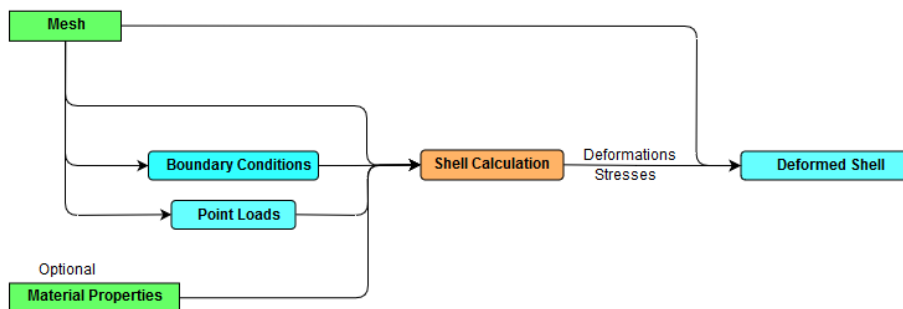 Mesh
Boundary Conditions
Shell Calculation
Deformations
Stresses
Deformed Shell
Point Loads
Optional
Material Properties